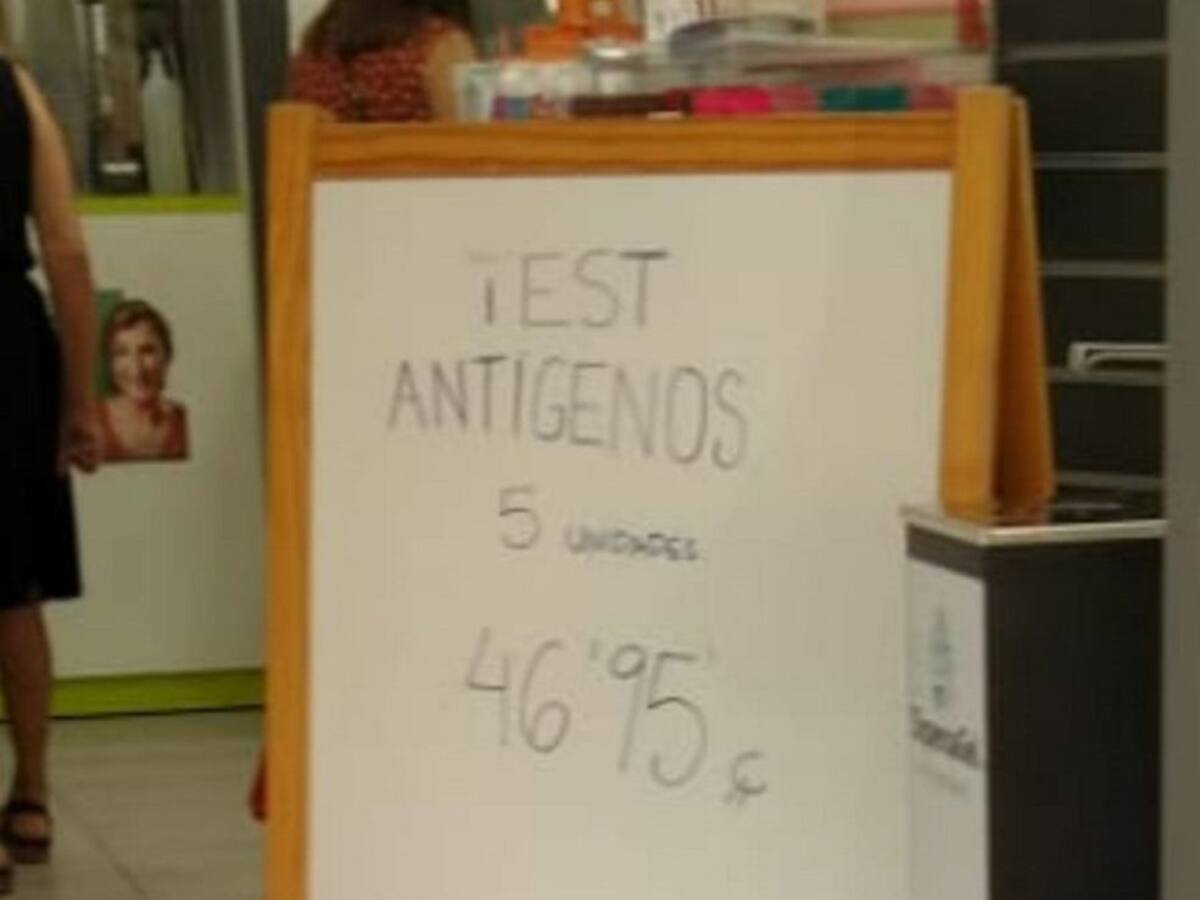 TEST
ANTIGENOS
5 UNIDADES
46'95 €